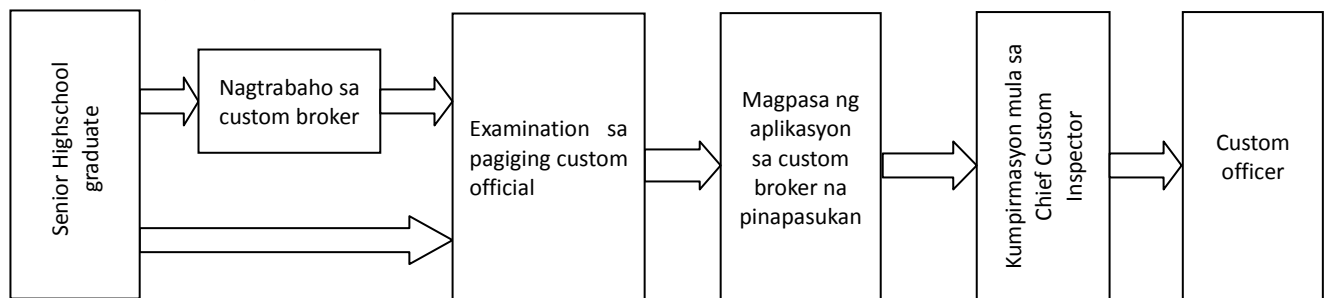 Senior Highschool
graduate
Nagtrabaho sa
custom broker
Examination sa
pagiging custom
official
Magpasa ng
aplikasyon
sa custom
broker na
pinapasukan
Kumpirmasyon mula sa
Chief Custom
Inspector
Custom
officer